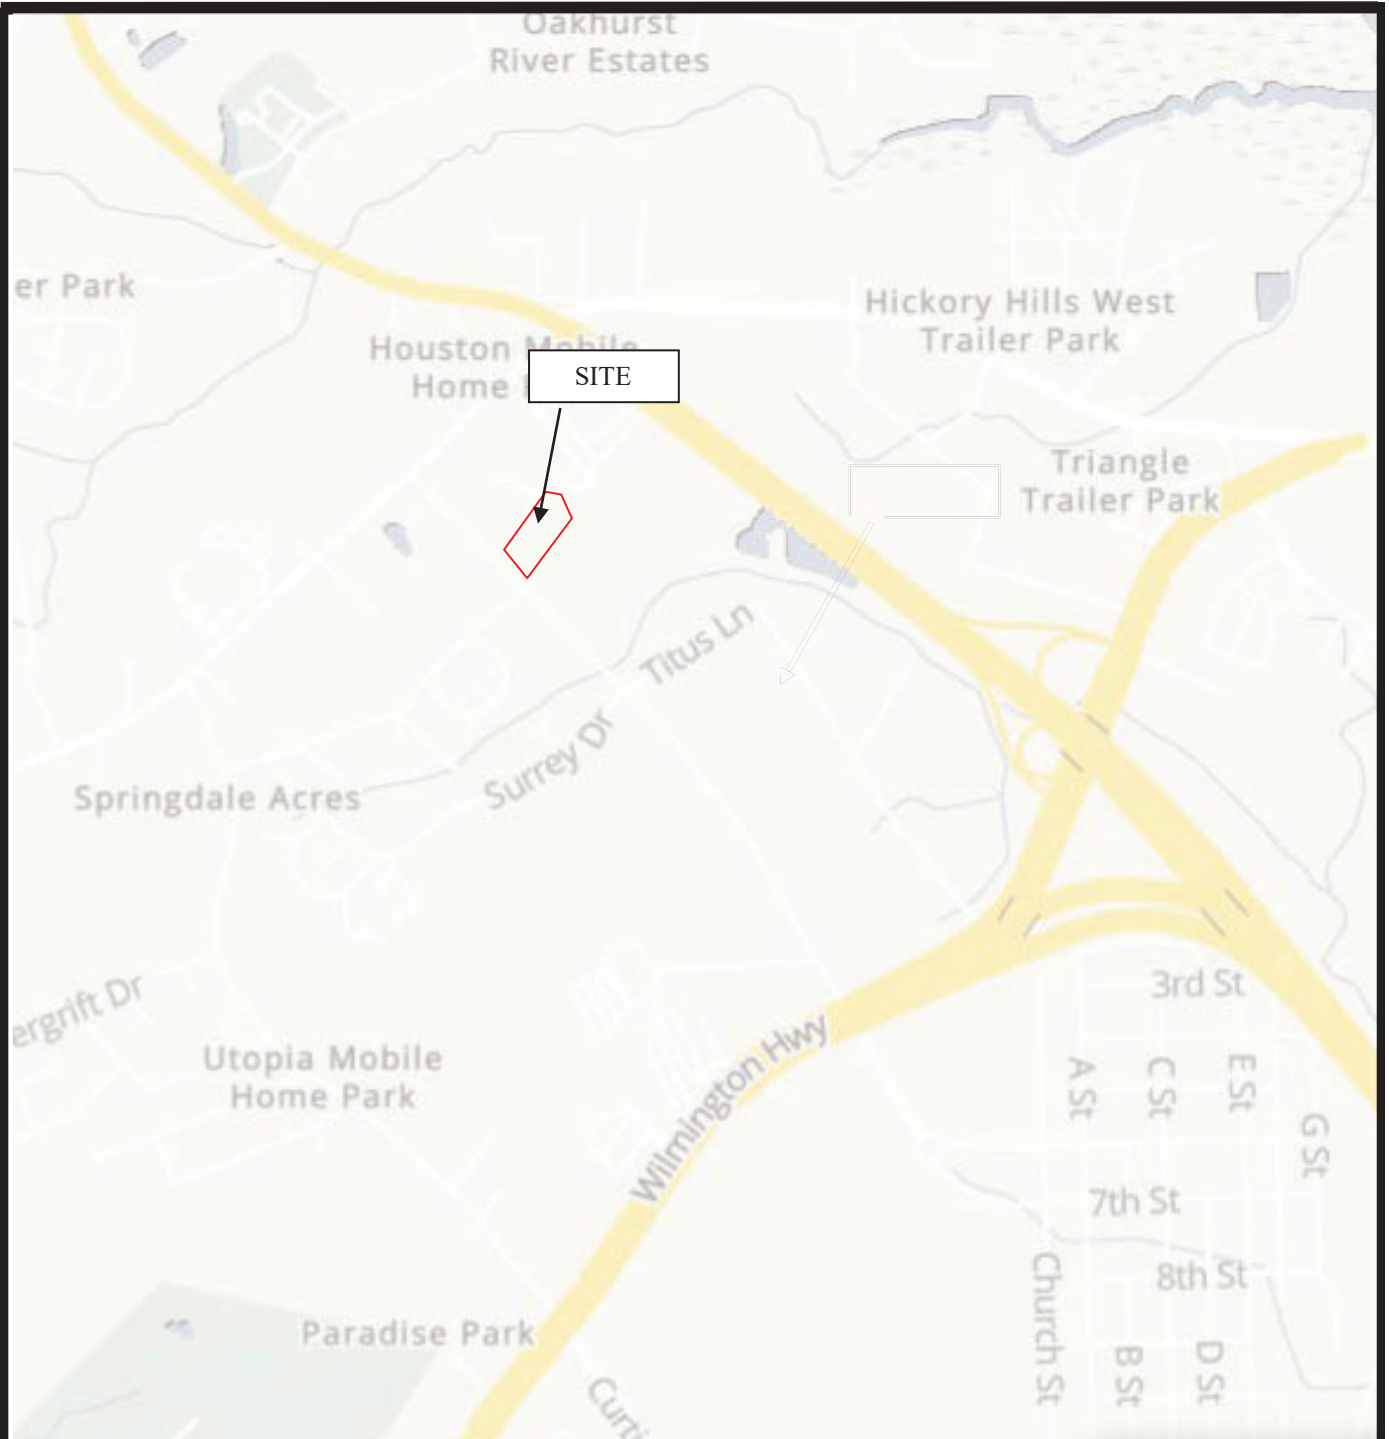 Oakhurst
River Estates
er Park
Hickory Hills West
Trailer Park
Houston Mobile
Home
SITE
Triangle
Trailer Park
Titus Ln
Surrey Dr
Springdale Acres
3rd St
ergrift Dr
Utopia Mobile
Home Park
Wilmington Hwy
A St
C St
E St
G St
7th St
8th St
Church St
Paradise Park
B St
D St
Curti